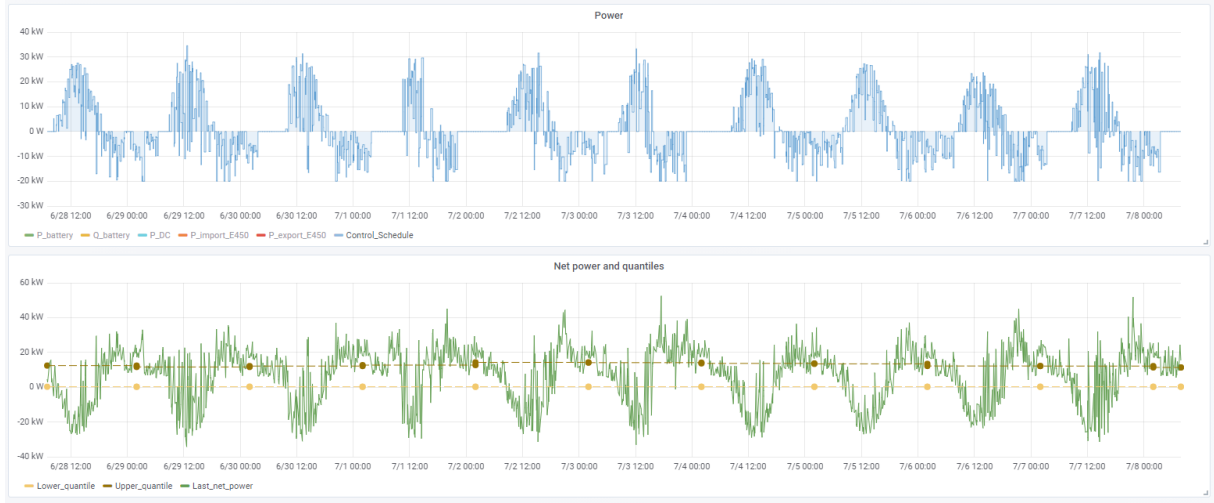 Power
40 kW
30 kW
20 kW
10 kW
0 W
-10 kW
-20 kW
-30 kW
6/28 12:00 6/29 00:00 6/29 12:00 6/30 00:00 6/30 12:00 7/1 00:00 7/1 12:00 7/2 00:00 7/2 12:00 7/3 00:00 7/3 12:00 7/4 00:00 7/4 12:00 7/5 00:00 7/5 12:00 7/6 00:00 7/6 12:00 7/7 00:00 7/7 12:00 7/8 00:00
P_battery Q_battery P_DC P_import_E450 P_export_E450 Control_Schedule
Net power and quantiles
60 kW
40 kW
20 kW
0 W
-20 kW
-40 kW
6/28 12:00 6/29 00:00 6/29 12:00 6/30 00:00 6/30 12:00 7/1 00:00 7/1 12:00 7/2 00:00 7/2 12:00 7/3 00:00 7/3 12:00 7/4 00:00 7/4 12:00 7/5 00:00 7/5 12:00 7/6 00:00 7/6 12:00 7/7 00:00 7/7 12:00 7/8 00:00
Lower_quantile Upper_quantile Last_net_power